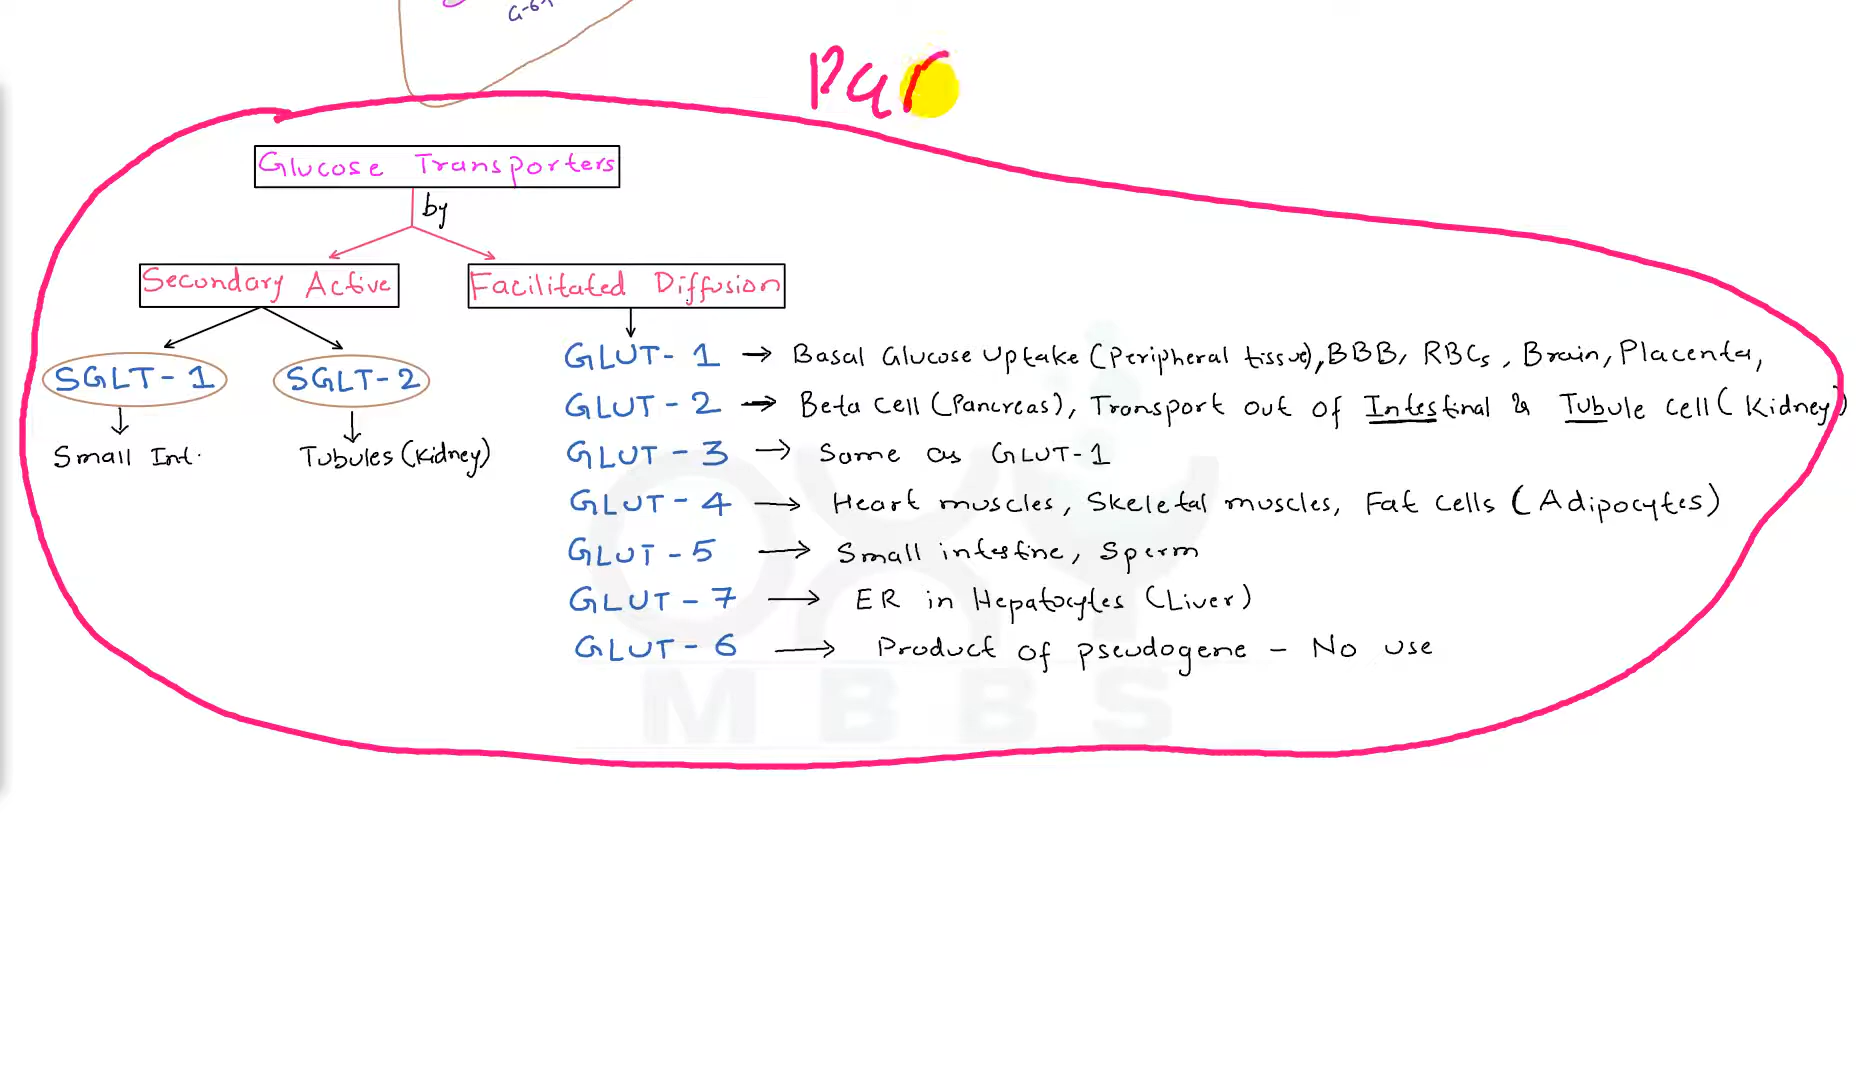 G-6-
Par
Glucose Transporters
by
Secondary Active
Facilitated Diffusion
SGLT-1
SGLT-2
Small Int.
Tubules (Kidney)
GLUT-1 → Basal Glucose uptake (Peripheral tissue), BBB, RBCs, Brain, Placenta,
GLUT-2 → Beta Cell (Pancreas), Transport out of Intestinal & Tubule cell (Kidney)
GLUT-3 → Same as GLUT-1
GLUT-4 → Heart muscles, Skeletal muscles, Fat cells (Adipocytes)
GLUT-5 → Small intestine, Sperm
GLUT-7 → ER in Hepatocytes (Liver)
GLUT-6 → Product of pseudogene - No use
MBBS